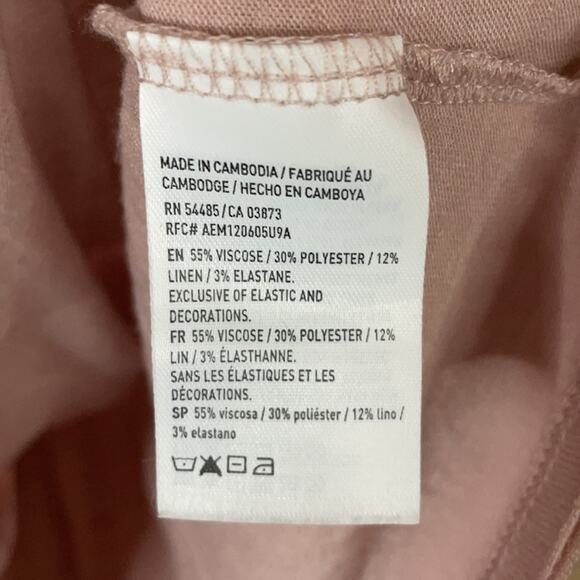 MADE IN CAMBODIA / FABRIQUÉ AU
CAMBODGE / HECHO EN CAMBOYA
RN 54485 / CA 03873
RFC# AEM120605U9A
EN 55% VISCOSE / 30% POLYESTER / 12%
LINEN / 3% ELASTANE.
EXCLUSIVE OF ELASTIC AND
DECORATIONS.
FR 55% VISCOSE / 30% POLYESTER / 12%
LIN / 3% ÉLASTHANNE.
SANS LES ÉLASTIQUES ET LES
DÉCORATIONS.
SP 55% viscosa / 30% poliéster / 12% lino /
3% elastano